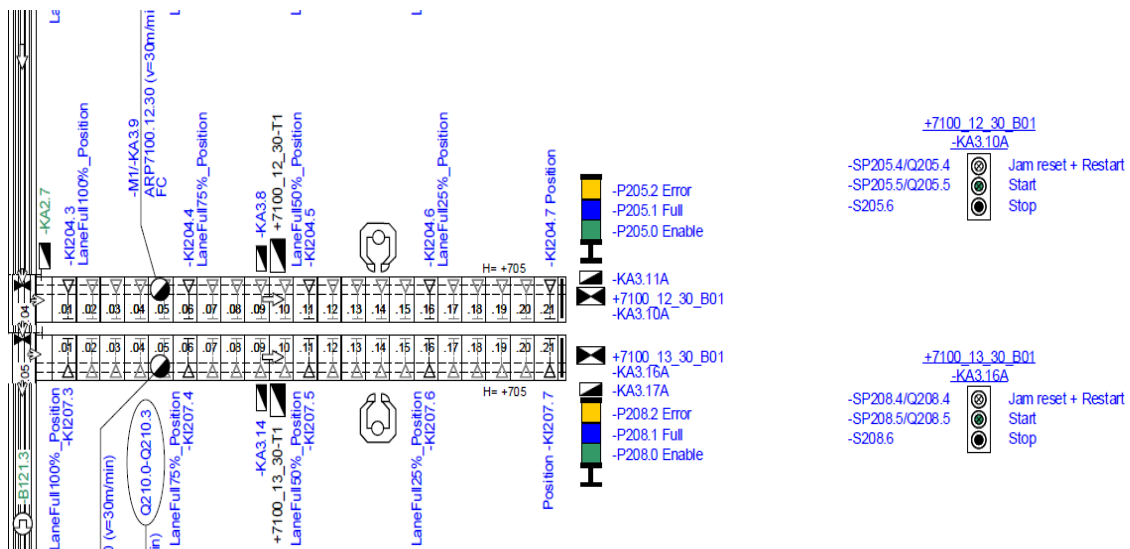 -KA2.7
-KI204.3
LaneFull100%_Position
-M1/-KA3.9
ARP7100.12.30 (v=30m/mi
FC
-KI204.4
LaneFull75%_Position
-KA3.8
+7100_12_30-T1
LaneFull50%_Position
-KI204.5
-KI204.6
LaneFull25%_Position
-KI204.7 Position
-P205.2 Error
-P205.1 Full
-P205.0 Enable
H= +705
-KA3.11A
+7100_12_30_B01
-KA3.10A
04
.01 .02 .03 .04 .05 .06 .07 .08 .09 .10 .11 .12 .13 .14 .15 .16 .17 .18 .19 .20 .21
.01 .02 .03 .04 .05 .06 .07 .08 .09 .10 .11 .12 .13 .14 .15 .16 .17 .18 .19 .20 .21
.05
H= +705
+7100_13_30_B01
-KA3.16A
-KA3.17A
-P208.2 Error
-P208.1 Full
-P208.0 Enable
-B121.3
LaneFull100%_Position
-KI207.3
0 (v=30m/min)
Q210.0-Q210.3
in)
LaneFull75%_Position
-KI207.4
-KA3.14
+7100_13_30-T1
LaneFull50%_Position
-KI207.5
LaneFull25%_Position
-KI207.6
Position -KI207.7
+7100_12_30_B01
-KA3.10A
-SP205.4/Q205.4 Jam reset + Restart
-SP205.5/Q205.5 Start
-S205.6 Stop
+7100_13_30_B01
-KA3.16A
-SP208.4/Q208.4 Jam reset + Restart
-SP208.5/Q208.5 Start
-S208.6 Stop